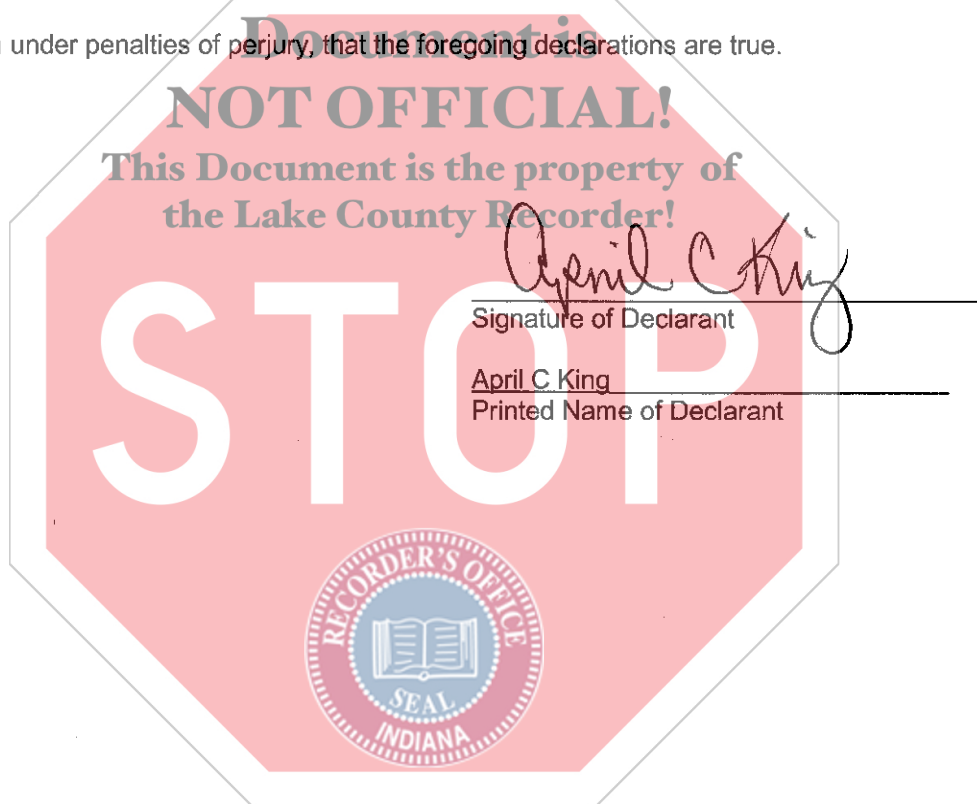 under penalties of perjury, that the foregoing declarations are true.
Document is
NOT OFFICIAL!
This Document is the property of
the Lake County Recorder!
April C King
Signature of Declarant
April C King
Printed Name of Declarant
STOP
RECORDER'S OFFICE
SEAL
INDIANA